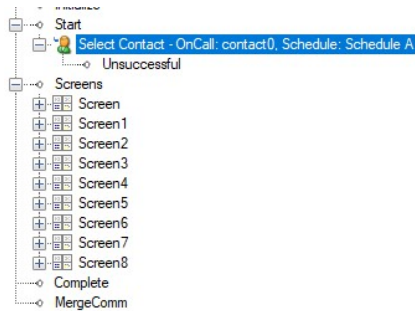 Start
Select Contact - OnCall: contact0, Schedule: Schedule A
Unsuccessful
Screens
Screen
Screen1
Screen2
Screen3
Screen4
Screen5
Screen6
Screen7
Screen8
Complete
MergeComm